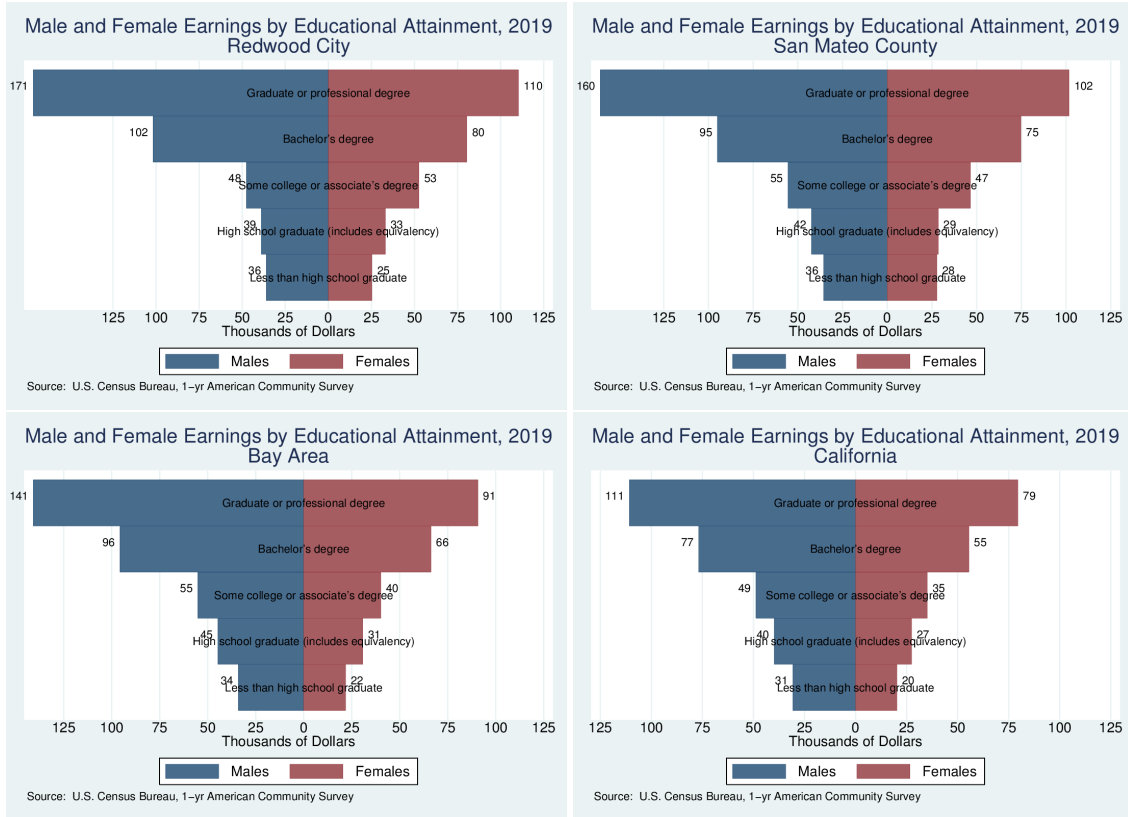 Male and Female Earnings by Educational Attainment, 2019
Redwood City
171 Graduate or professional degree 110
102 Bachelor's degree 80
48 Some college or associate's degree 53
39 High school graduate (includes equivalency) 33
36 Less than high school graduate 25
125 100 75 50 25 0 25 50 75 100 125
Thousands of Dollars
Males Females
Source: U.S. Census Bureau, 1−yr American Community Survey
Male and Female Earnings by Educational Attainment, 2019
San Mateo County
160 Graduate or professional degree 102
95 Bachelor's degree 75
55 Some college or associate's degree 47
42 High school graduate (includes equivalency) 29
36 Less than high school graduate 28
125 100 75 50 25 0 25 50 75 100 125
Thousands of Dollars
Males Females
Source: U.S. Census Bureau, 1−yr American Community Survey
Male and Female Earnings by Educational Attainment, 2019
Bay Area
141 Graduate or professional degree 91
96 Bachelor's degree 66
55 Some college or associate's degree 40
45 High school graduate (includes equivalency) 31
34 Less than high school graduate 22
125 100 75 50 25 0 25 50 75 100 125
Thousands of Dollars
Males Females
Source: U.S. Census Bureau, 1−yr American Community Survey
Male and Female Earnings by Educational Attainment, 2019
California
111 Graduate or professional degree 79
77 Bachelor's degree 55
49 Some college or associate's degree 35
40 High school graduate (includes equivalency) 27
31 Less than high school graduate 20
125 100 75 50 25 0 25 50 75 100 125
Thousands of Dollars
Males Females
Source: U.S. Census Bureau, 1−yr American Community Survey